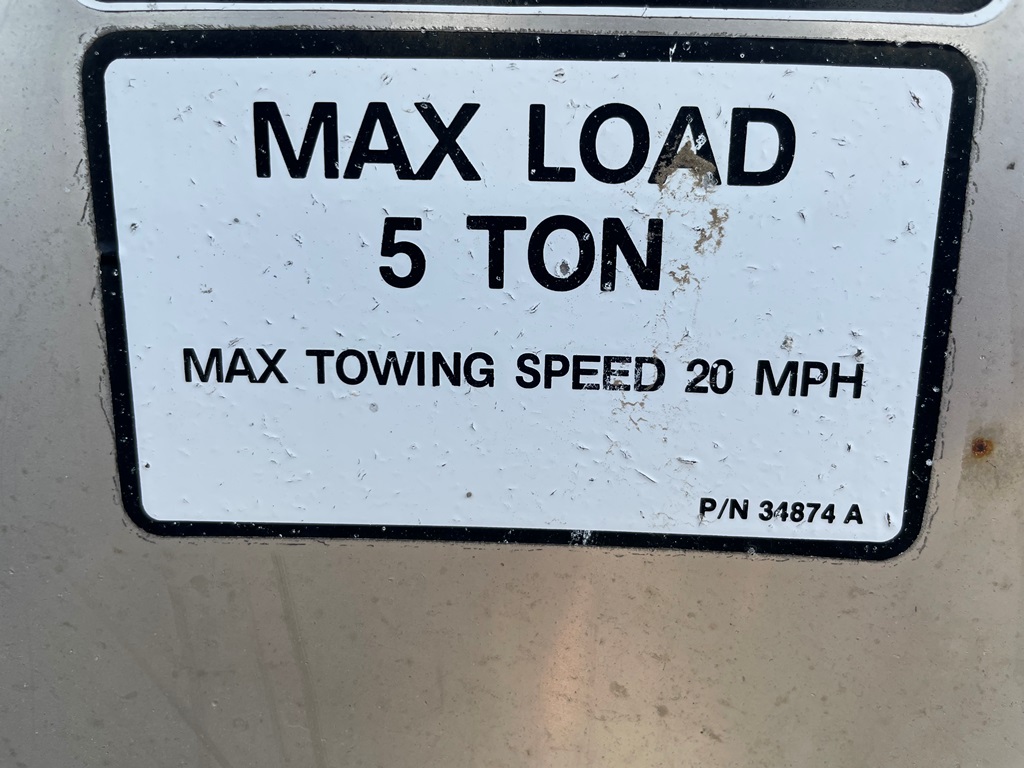 MAX LOAD
5 TON
MAX TOWING SPEED 20 MPH
P/N 34874 A